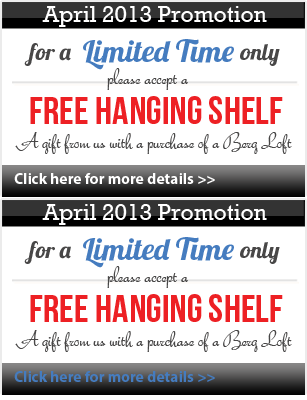 April 2013 Promotion
for a Limited Time only
please accept a
FREE HANGING SHELF
A gift from us with a purchase of a Berg Loft
Click here for more details >>
April 2013 Promotion
for a Limited Time only
please accept a
FREE HANGING SHELF
A gift from us with a purchase of a Berg Loft
Click here for more details >>